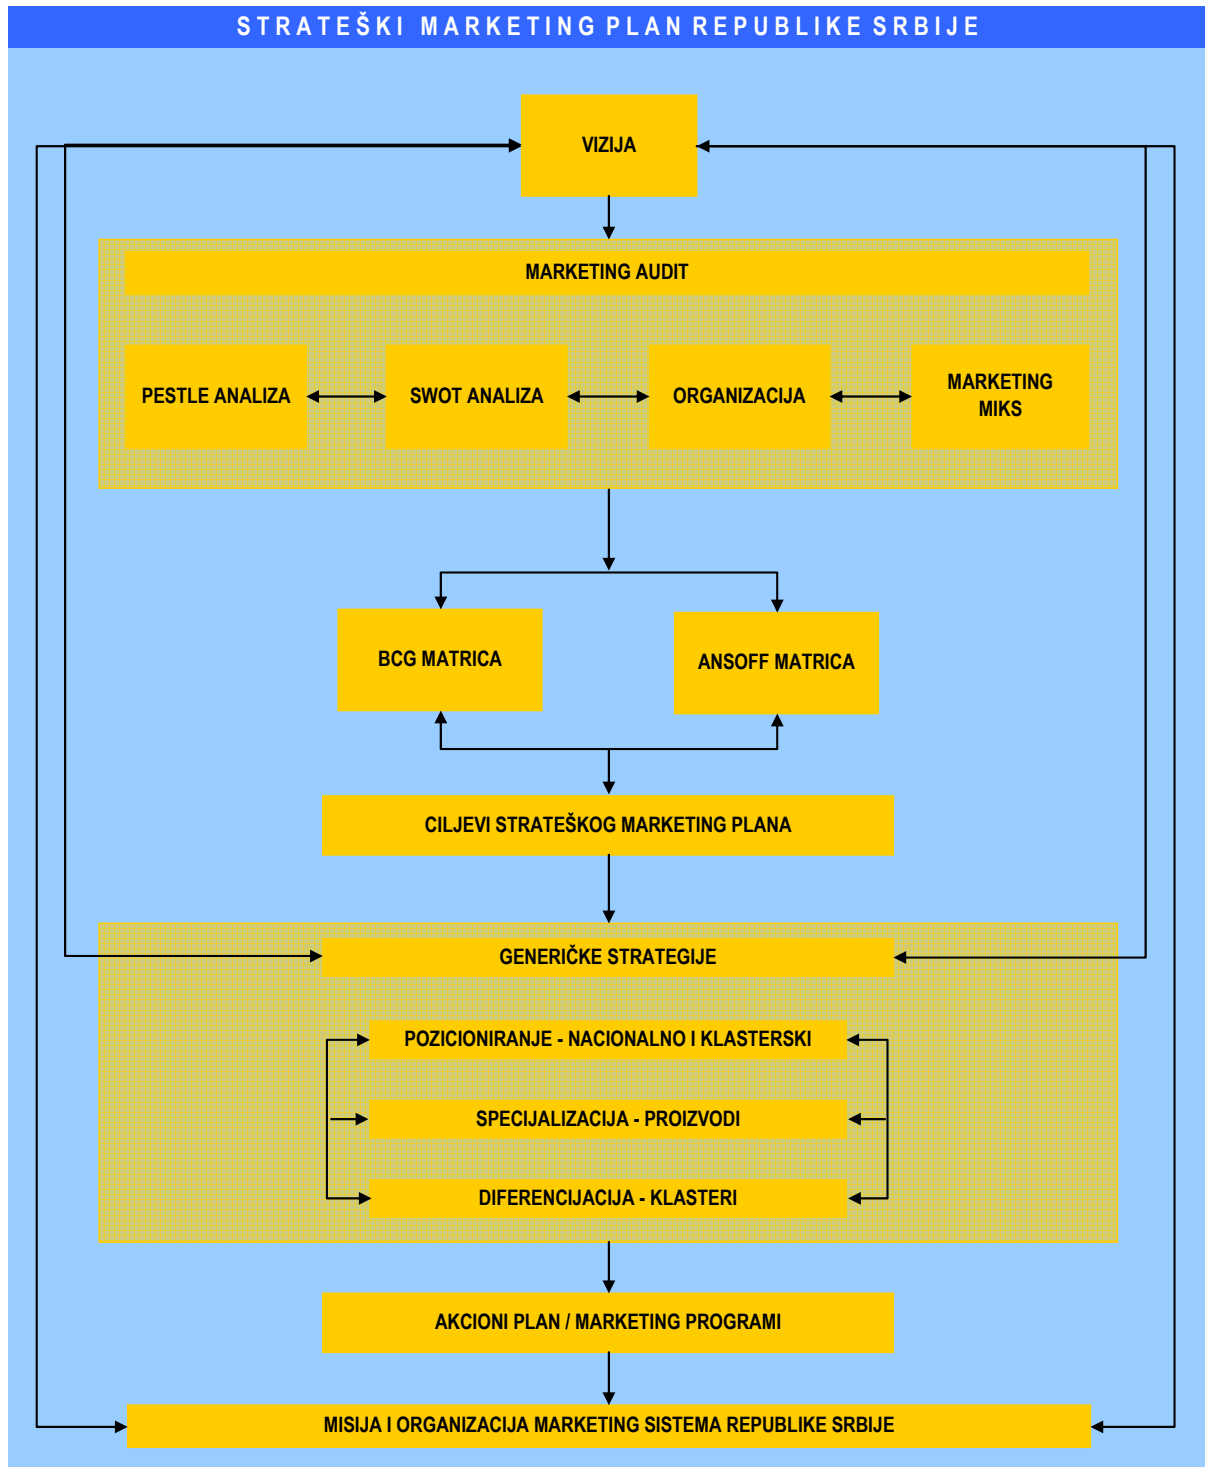 STRATEŠKI MARKETING PLAN REPUBLIKE SRBIJE
VIZIJA
MARKETING AUDIT
PESTLE ANALIZA
SWOT ANALIZA
ORGANIZACIJA
MARKETING
MIKS
BCG MATRICA
ANSOFF MATRICA
CILJEVI STRATEŠKOG MARKETING PLANA
GENERIČKE STRATEGIJE
POZICIONIRANJE - NACIONALNO I KLASTERSKI
SPECIJALIZACIJA - PROIZVODI
DIFERENCIJACIJA - KLASTERI
AKCIONI PLAN / MARKETING PROGRAMI
MISIJA I ORGANIZACIJA MARKETING SISTEMA REPUBLIKE SRBIJE